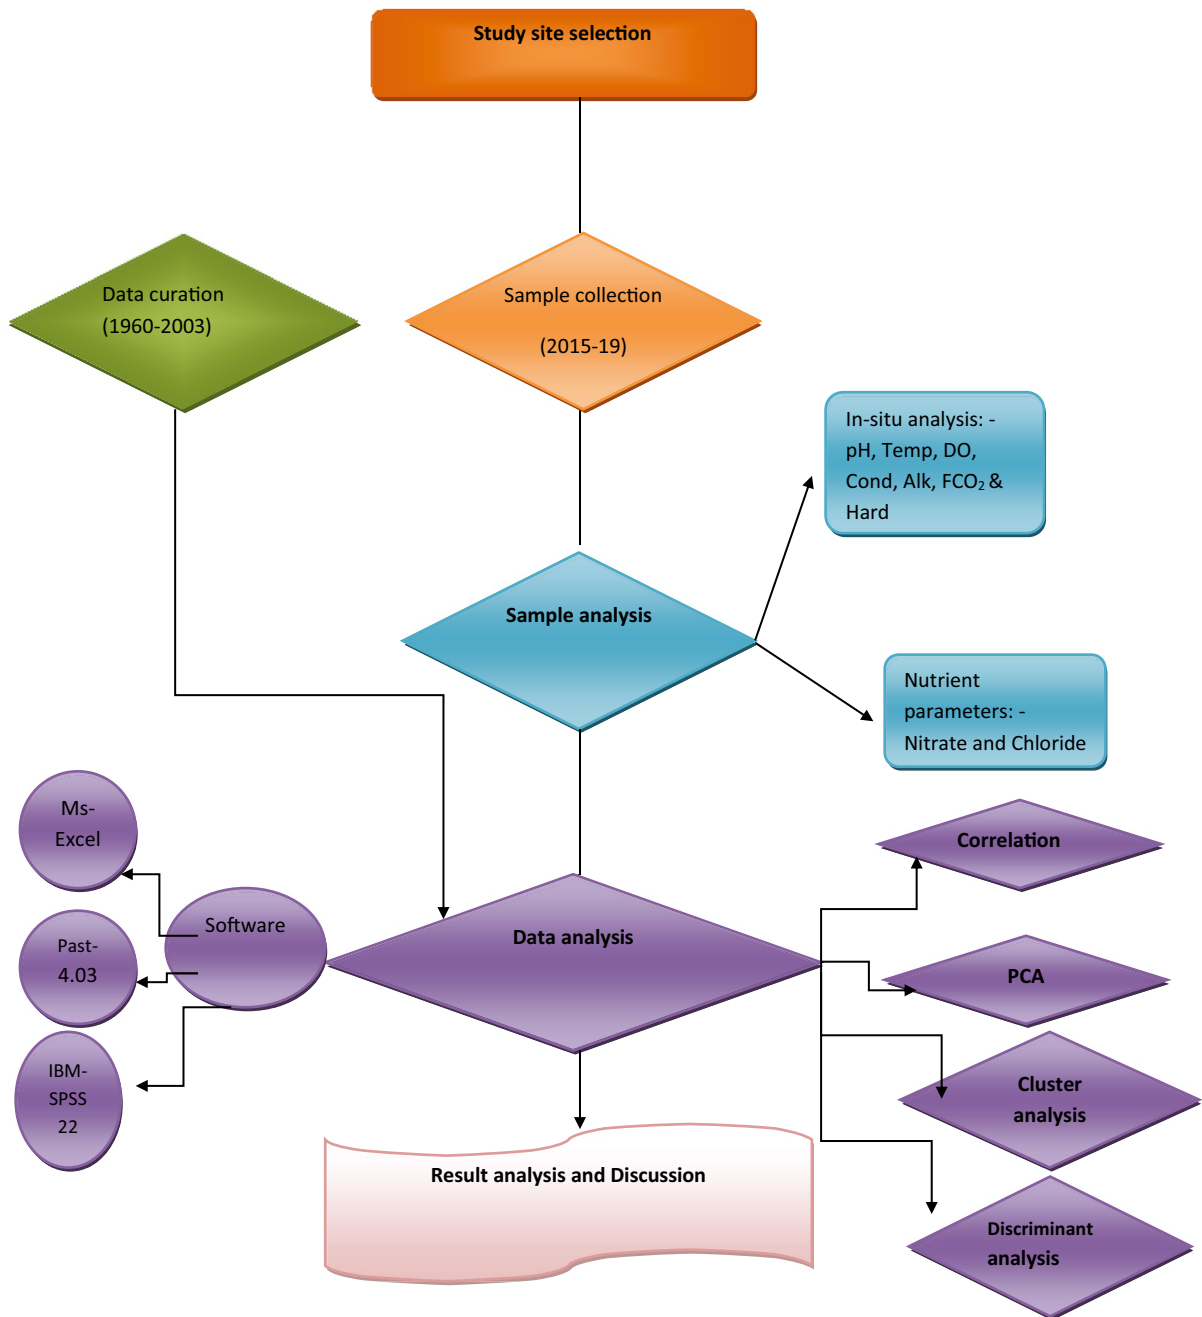 Study site selection
Data curation
(1960-2003)
Sample collection
(2015-19)
In-situ analysis: -
pH, Temp, DO,
Cond, Alk, FCO₂ &
Hard
Sample analysis
Nutrient
parameters: -
Nitrate and Chloride
Ms-
Excel
Software
Past-
4.03
IBM-
SPSS
22
Data analysis
Correlation
PCA
Cluster
analysis
Discriminant
analysis
Result analysis and Discussion